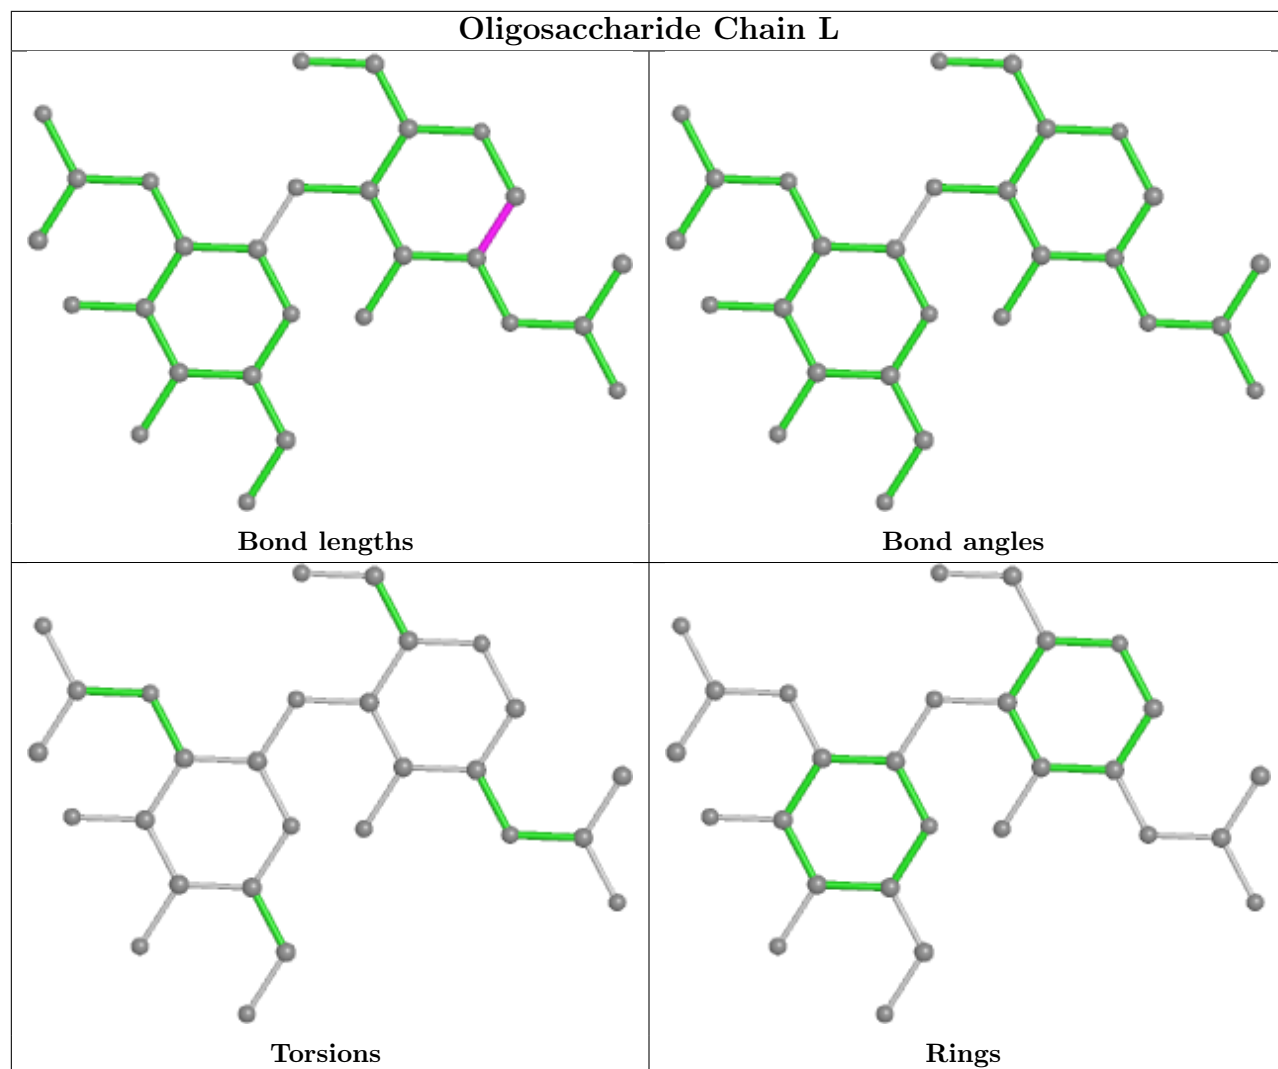 Oligosaccharide Chain L
Bond lengths
Bond angles
Torsions
Rings